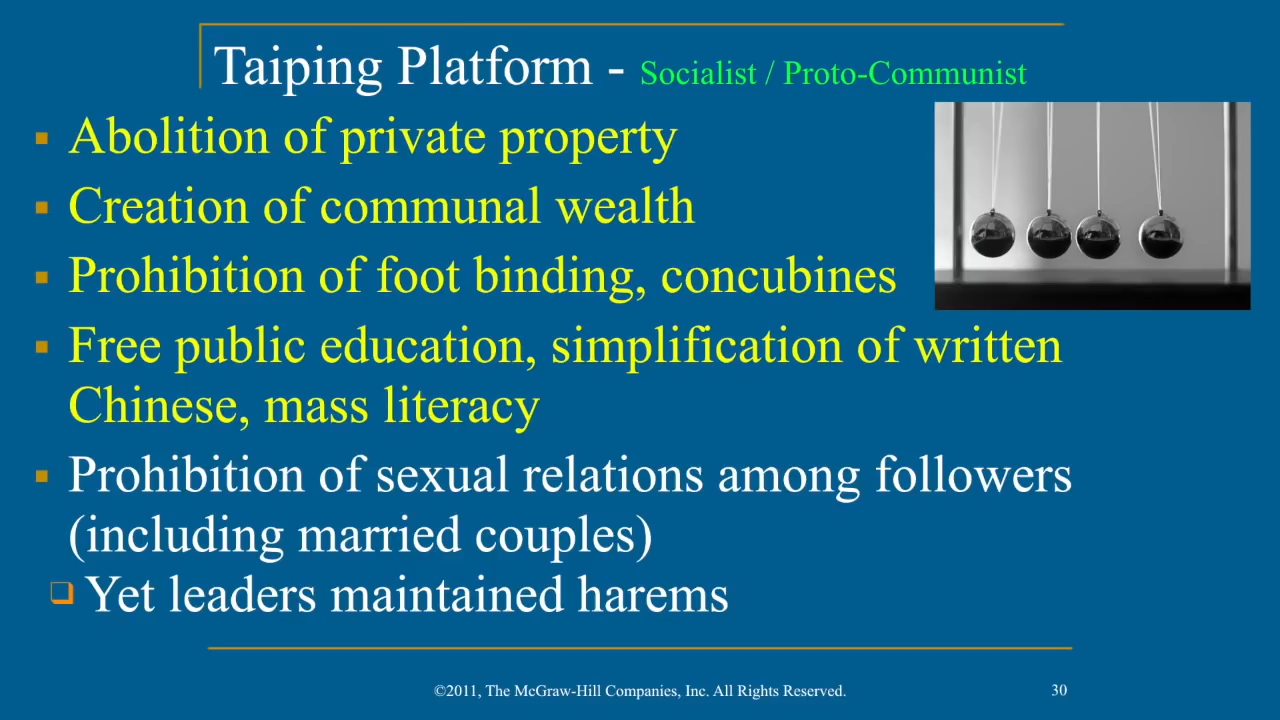 Taiping Platform - Socialist / Proto-Communist
Abolition of private property
Creation of communal wealth
Prohibition of foot binding, concubines
Free public education, simplification of written
Chinese, mass literacy
Prohibition of sexual relations among followers
(including married couples)
Yet leaders maintained harems
©2011, The McGraw-Hill Companies, Inc. All Rights Reserved.
30